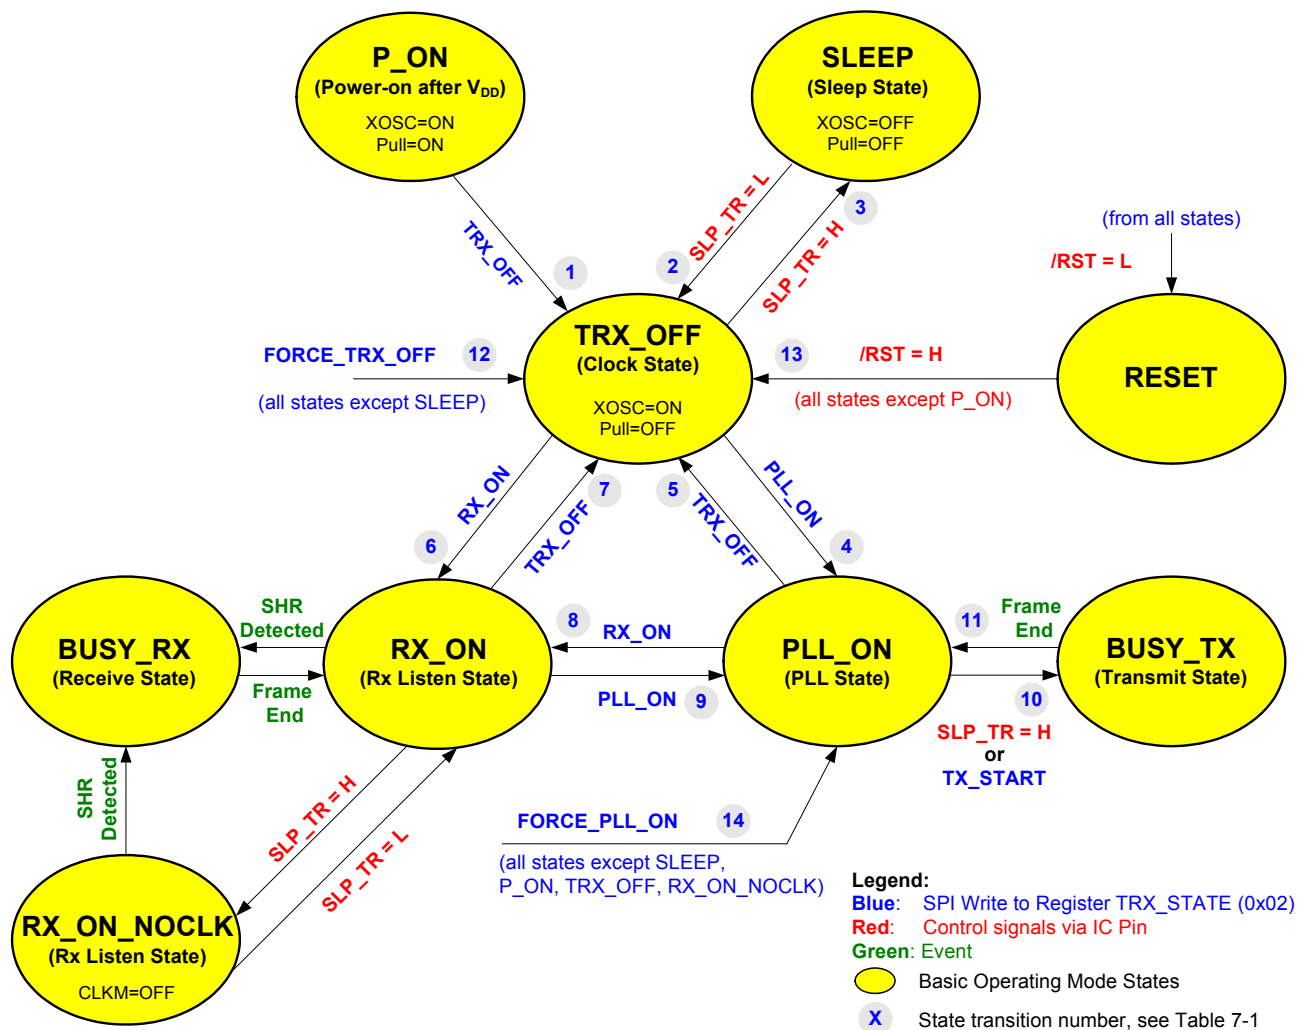 P_ON
(Power-on after VDD)
XOSC=ON
Pull=ON
SLEEP
(Sleep State)
XOSC=OFF
Pull=OFF
TRX_OFF
1
2
SLP_TR = L
SLP_TR = H
3
(from all states)
/RST = L
FORCE_TRX_OFF
12
(all states except SLEEP)
TRX_OFF
(Clock State)
XOSC=ON
Pull=OFF
13
/RST = H
(all states except P_ON)
RESET
RX_ON
6
7
TRX_OFF
5
TRX_OFF
PLL_ON
4
BUSY_RX
(Receive State)
SHR
Detected
Frame
End
RX_ON
(Rx Listen State)
8
RX_ON
PLL_ON
9
PLL_ON
(PLL State)
11
Frame
End
10
SLP_TR = H
or
TX_START
BUSY_TX
(Transmit State)
SHR
Detected
SLP_TR = H
SLP_TR = L
FORCE_PLL_ON
14
(all states except SLEEP,
P_ON, TRX_OFF, RX_ON_NOCLK)
RX_ON_NOCLK
(Rx Listen State)
CLKM=OFF
Legend:
Blue: SPI Write to Register TRX_STATE (0x02)
Red: Control signals via IC Pin
Green: Event
Basic Operating Mode States
X State transition number, see Table 7-1